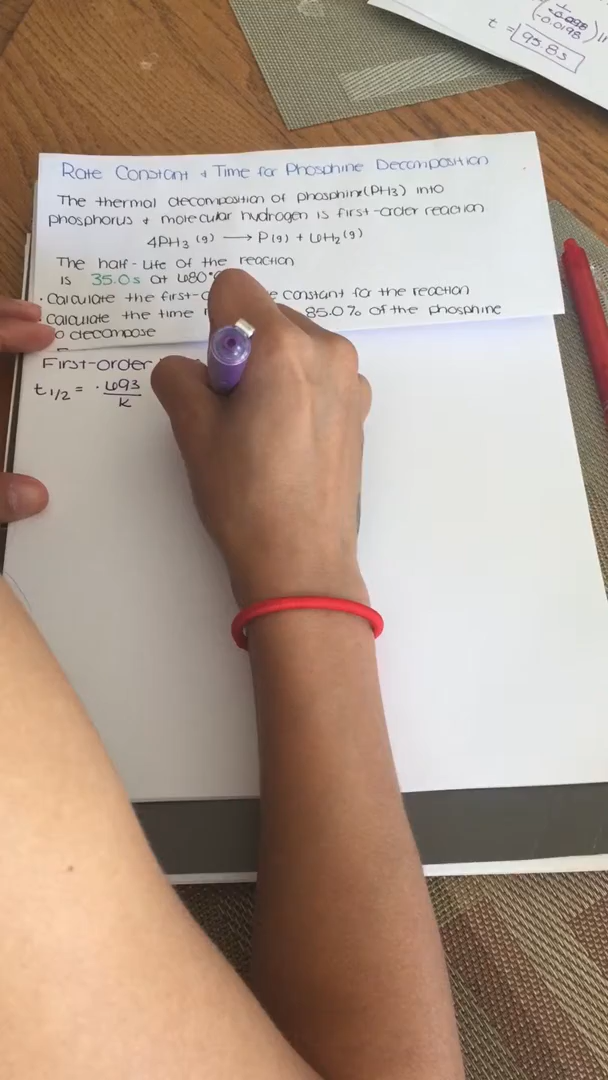 -0.0198
t = 95.8s
Rate Constant + Time for Phosphine Decomposition
The thermal decomposition of phosphine(PH3) into
phosphorus + molecular hydrogen is first-order reaction
4PH3 (g) → P(g) + 6H2(g)
The half-life of the reaction
is 35.0s at 680°
• Calculate the first- constant for the reaction
Calculate the time 85.0% of the phosphine
o decompose
First-order
t1/2 = .693/k